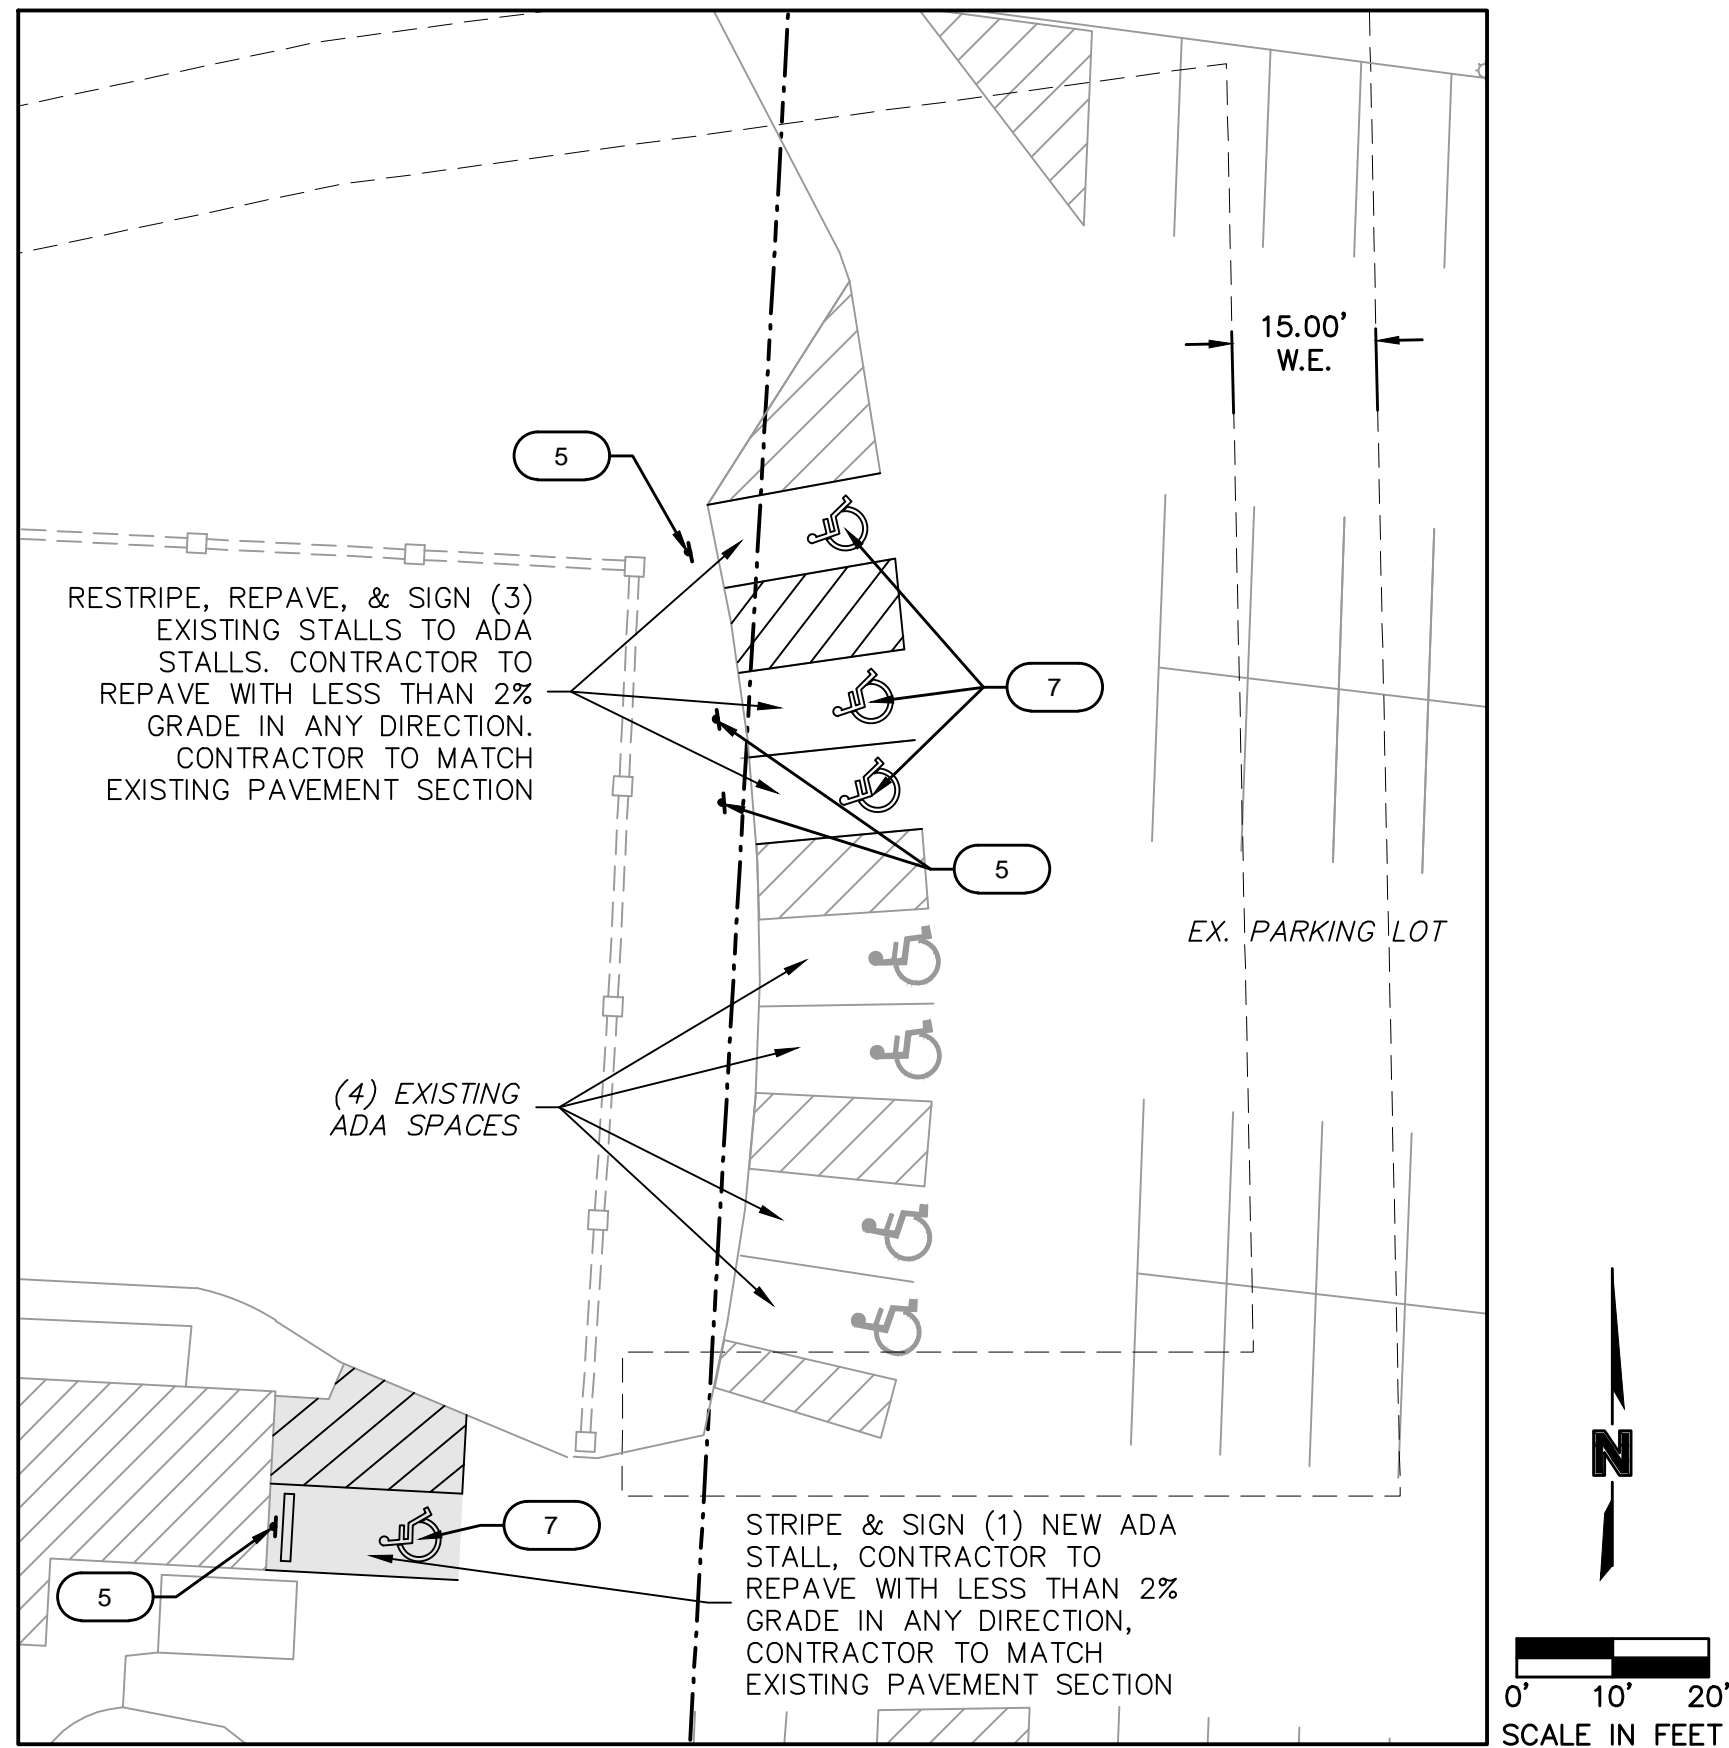 15.00'
W.E.
5
RESTRIPE, REPAVE, & SIGN (3)
EXISTING STALLS TO ADA
STALLS. CONTRACTOR TO
REPAVE WITH LESS THAN 2%
GRADE IN ANY DIRECTION.
CONTRACTOR TO MATCH
EXISTING PAVEMENT SECTION
7
5
EX. PARKING LOT
(4) EXISTING
ADA SPACES
N
7
5
STRIPE & SIGN (1) NEW ADA
STALL, CONTRACTOR TO
REPAVE WITH LESS THAN 2%
GRADE IN ANY DIRECTION,
CONTRACTOR TO MATCH
EXISTING PAVEMENT SECTION
0' 10' 20'
SCALE IN FEET